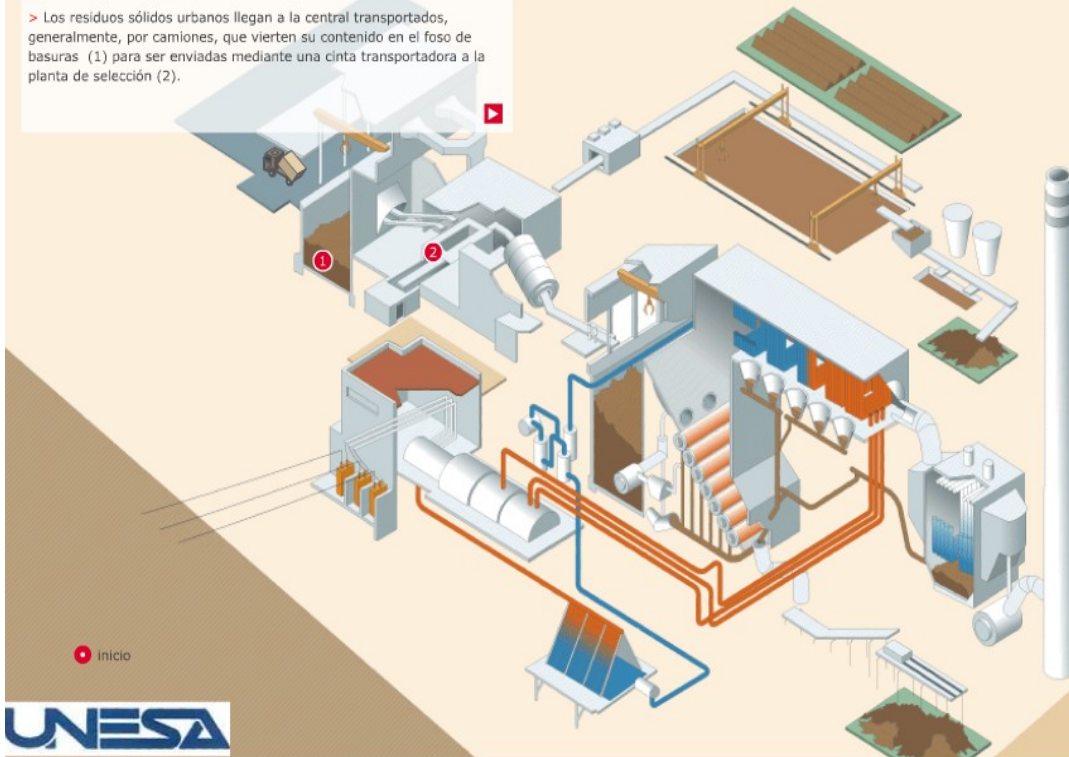 > Los residuos sólidos urbanos llegan a la central transportados,
generalmente, por camiones, que vierten su contenido en el foso de
basuras (1) para ser enviadas mediante una cinta transportadora a la
planta de selección (2).
1
2
inicio
UNESA